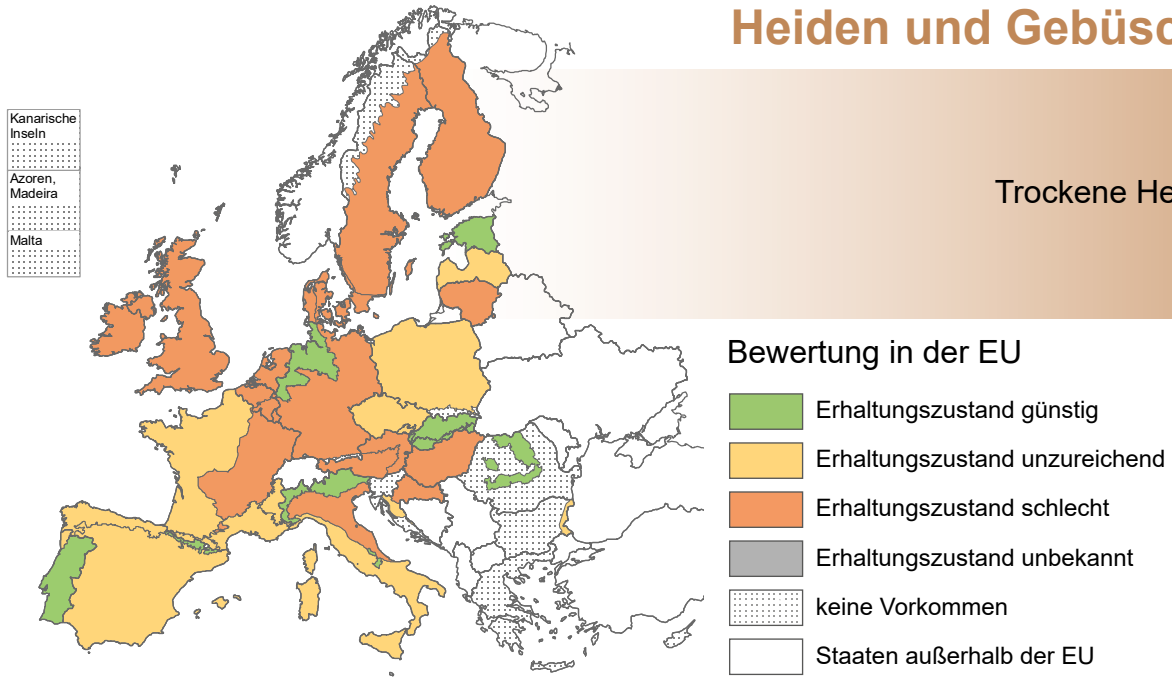 Heiden und Gebüsc
Kanarische
Inseln
Azoren,
Madeira
Malta
Trockene He
Bewertung in der EU
Erhaltungszustand günstig
Erhaltungszustand unzureichend
Erhaltungszustand schlecht
Erhaltungszustand unbekannt
keine Vorkommen
Staaten außerhalb der EU